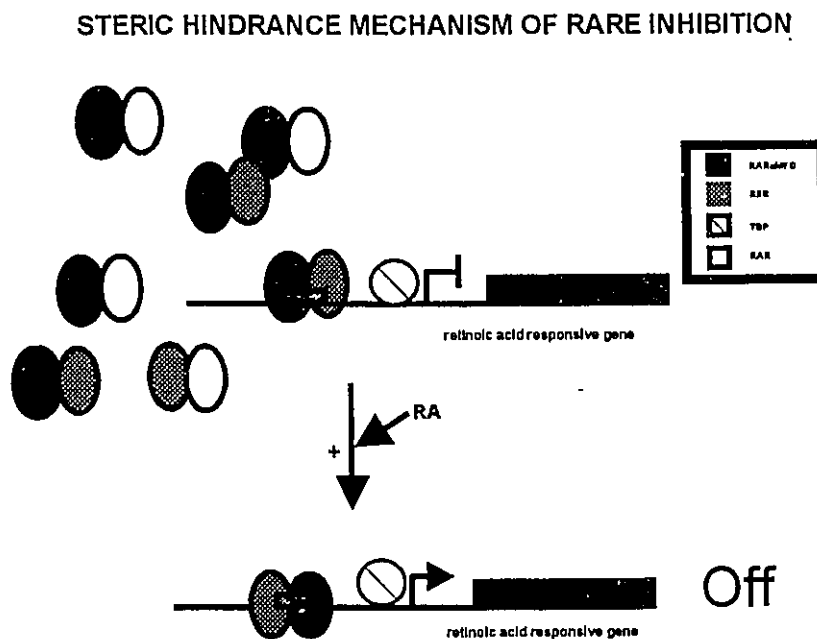 STERIC HINDRANCE MECHANISM OF RARE INHIBITION
TBP
RAR
retinoic acid responsive gene
RA
+
Off
retinoic acid responsive gene